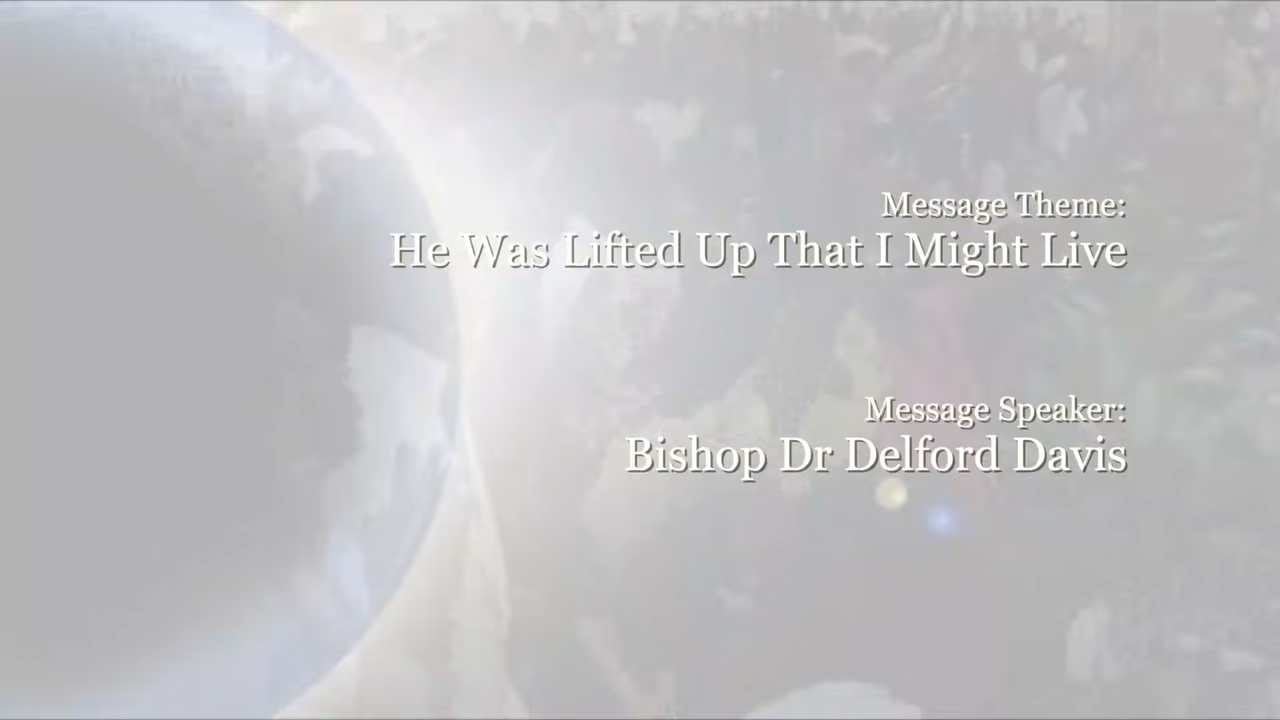 Message Theme:
He Was Lifted Up That I Might Live
Message Speaker:
Bishop Dr Delford Davis